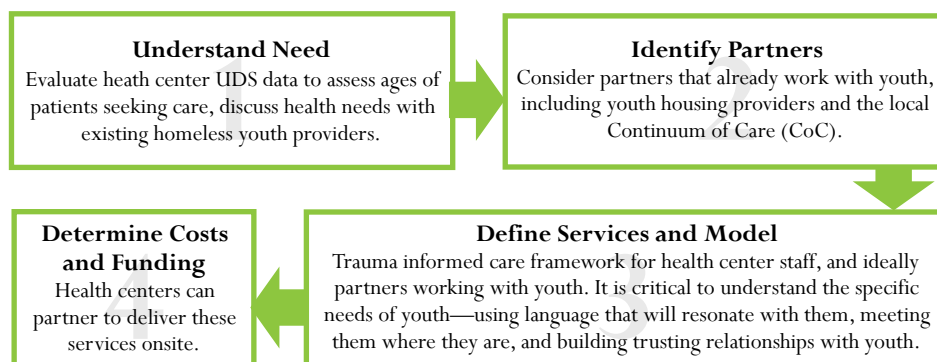 1
Understand Need
Evaluate heath center UDS data to assess ages of
patients seeking care, discuss health needs with
existing homeless youth providers.
2
Identify Partners
Consider partners that already work with youth,
including youth housing providers and the local
Continuum of Care (CoC).
3
Define Services and Model
Trauma informed care framework for health center staff, and ideally
partners working with youth. It is critical to understand the specific
needs of youth—using language that will resonate with them, meeting
them where they are, and building trusting relationships with youth.
4
Determine Costs
and Funding
Health centers can
partner to deliver these
services onsite.